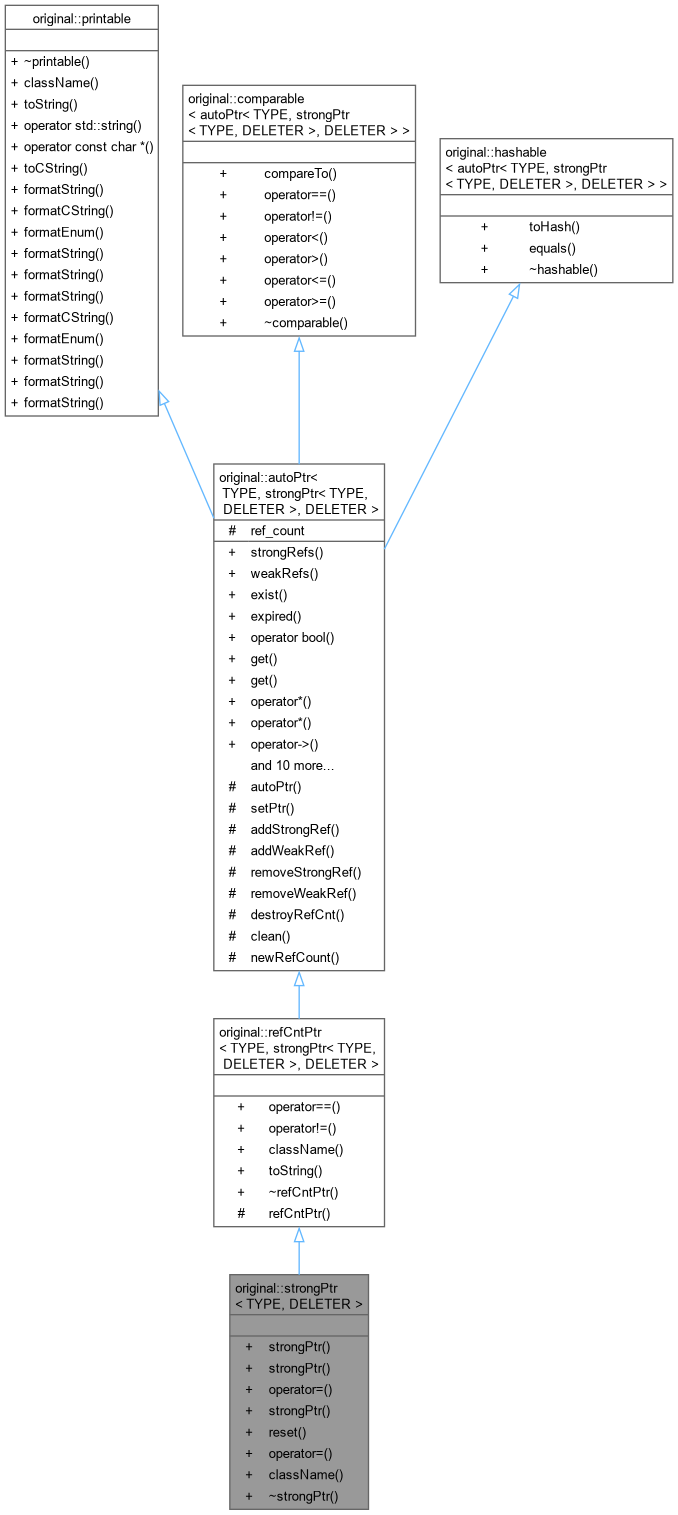 original::printable
+ ~printable()
+ className()
+ toString()
+ operator std::string()
+ operator const char *()
+ toCString()
+ formatString()
+ formatCString()
+ formatEnum()
+ formatString()
+ formatString()
+ formatString()
+ formatCString()
+ formatEnum()
+ formatString()
+ formatString()
+ formatString()
original::comparable
< autoPtr< TYPE, strongPtr
< TYPE, DELETER >, DELETER > >
+ compareTo()
+ operator==()
+ operator!=()
+ operator<()
+ operator>()
+ operator<=()
+ operator>=()
+ ~comparable()
original::hashable
< autoPtr< TYPE, strongPtr
< TYPE, DELETER >, DELETER > >
+ toHash()
+ equals()
+ ~hashable()
original::autoPtr<
TYPE, strongPtr< TYPE,
DELETER >, DELETER >
# ref_count
+ strongRefs()
+ weakRefs()
+ exist()
+ expired()
+ operator bool()
+ get()
+ get()
+ operator*()
+ operator*()
+ operator->()
and 10 more...
# autoPtr()
# setPtr()
# addStrongRef()
# addWeakRef()
# removeStrongRef()
# removeWeakRef()
# destroyRefCnt()
# clean()
# newRefCount()
original::refCntPtr
< TYPE, strongPtr< TYPE,
DELETER >, DELETER >
+ operator==()
+ operator!=()
+ className()
+ toString()
+ ~refCntPtr()
# refCntPtr()
original::strongPtr
< TYPE, DELETER >
+ strongPtr()
+ strongPtr()
+ operator=()
+ strongPtr()
+ reset()
+ operator=()
+ className()
+ ~strongPtr()